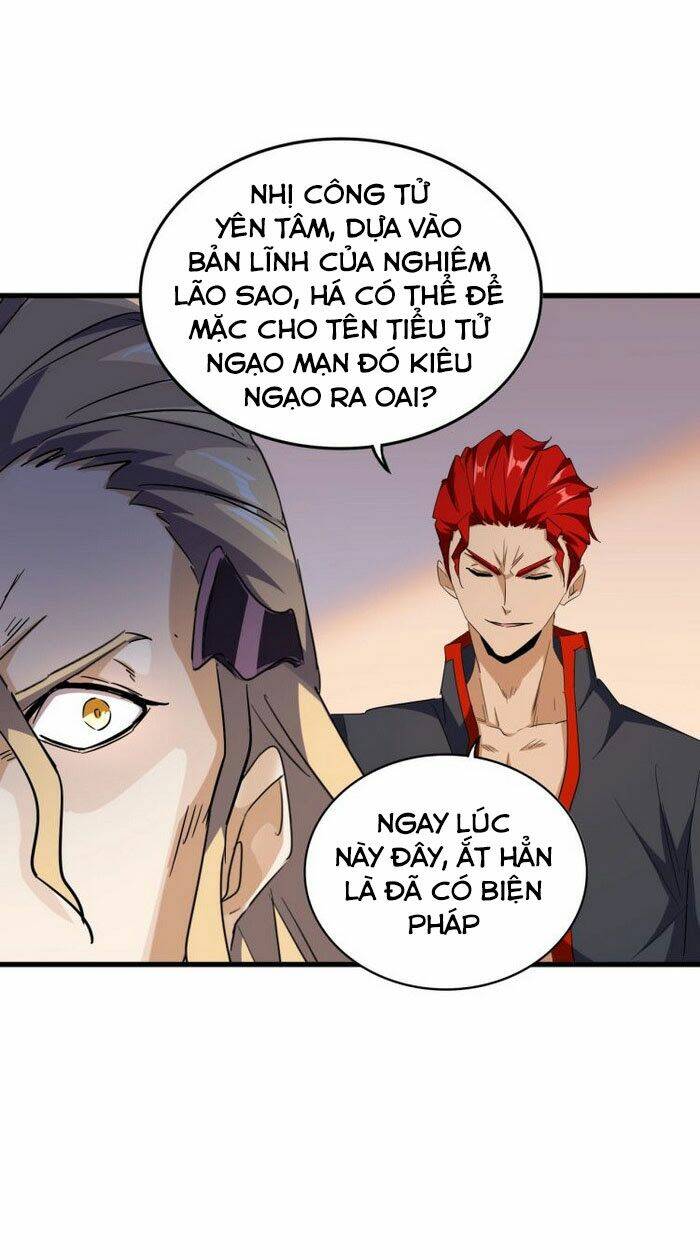 NHỊ CÔNG TỬ
YÊN TÂM, DỰA VÀO
BẢN LĨNH CỦA NGHIÊM
LÃO SAO, HÁ CÓ THỂ ĐỂ
MẶC CHO TÊN TIỂU TỬ
NGẠO MẠN ĐÓ KIÊU
NGẠO RA OAI?
NGAY LÚC
NÀY ĐÂY, ẮT HẲN
LÀ ĐÃ CÓ BIỆN
PHÁP